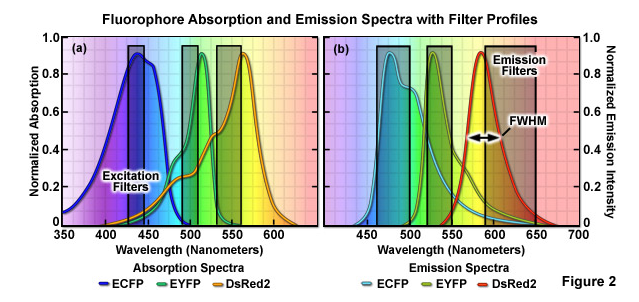 Fluorophore Absorption and Emission Spectra with Filter Profiles
(a)
(b)
Normalized Absorption
1.0
0.8
0.6
0.4
0.2
0
Excitation
Filters
350 400 450 500 550 600
Wavelength (Nanometers)
Absorption Spectra
ECFP EYFP DsRed2
Emission
Filters
FWHM
1.0
0.8
0.6
0.4
0.2
0
Normalized Emission Intensity
450 500 550 600 650 700
Wavelength (Nanometers)
Emission Spectra
ECFP EYFP DsRed2
Figure 2